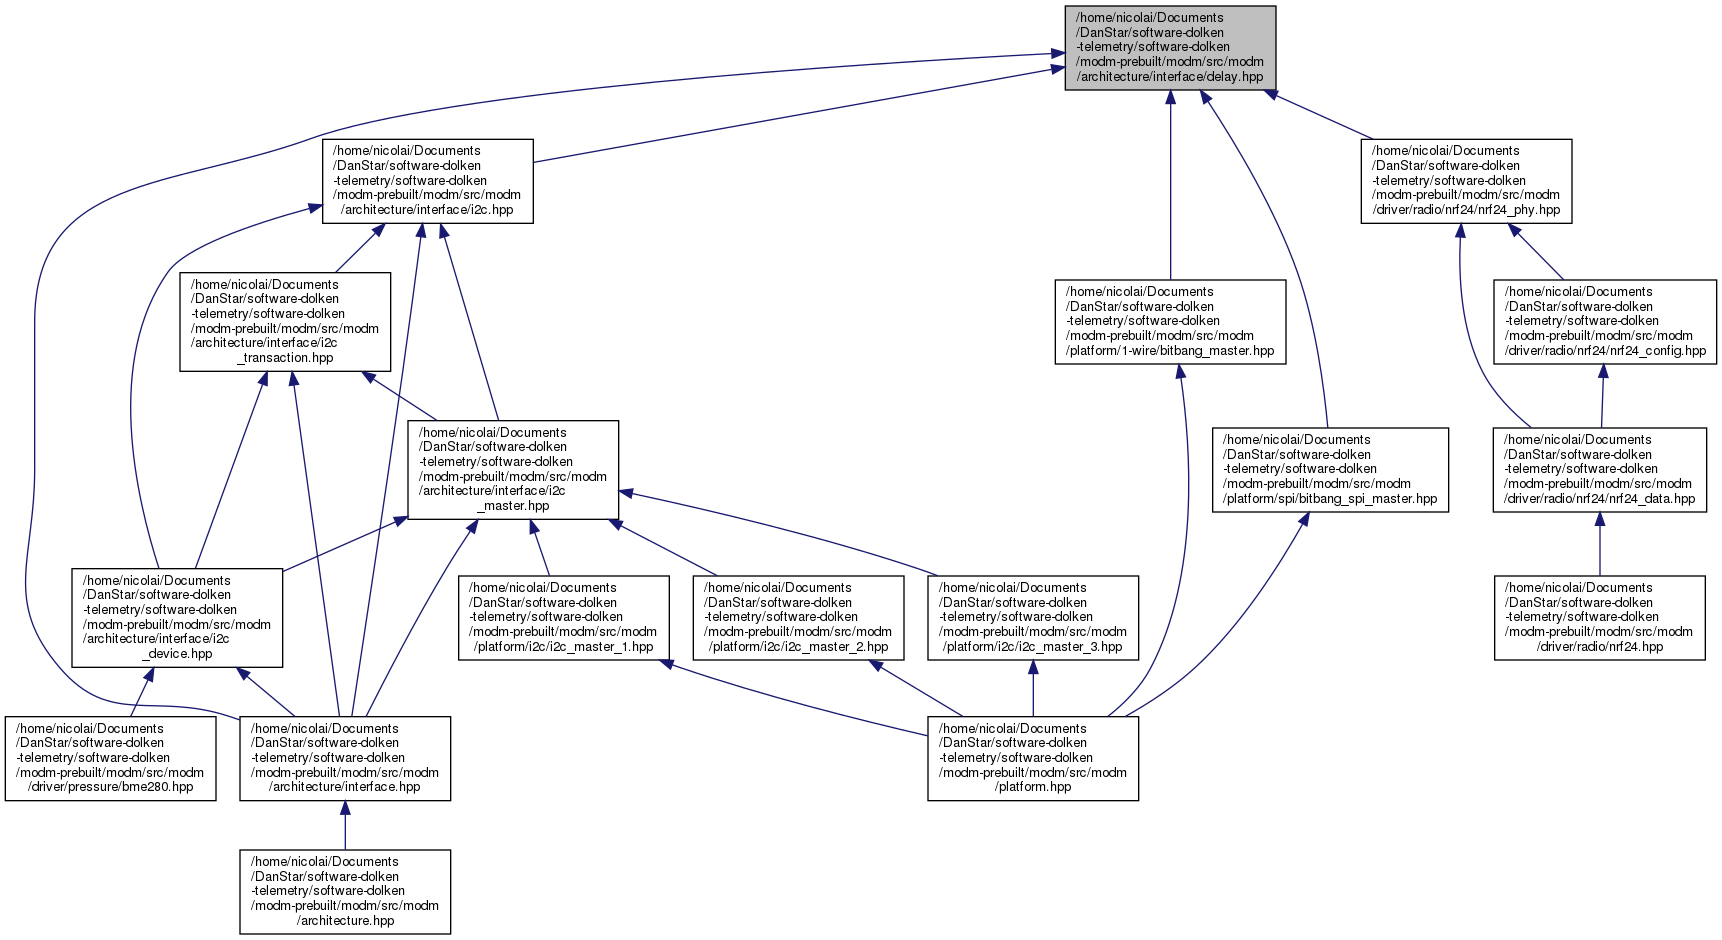 /home/nicolai/Documents
/DanStar/software-dolken
-telemetry/software-dolken
/modm-prebuilt/modm/src/modm
/architecture/interface/delay.hpp
/home/nicolai/Documents
/DanStar/software-dolken
-telemetry/software-dolken
/modm-prebuilt/modm/src/modm
/architecture/interface/i2c.hpp
/home/nicolai/Documents
/DanStar/software-dolken
-telemetry/software-dolken
/modm-prebuilt/modm/src/modm
/driver/radio/nrf24/nrf24_phy.hpp
/home/nicolai/Documents
/DanStar/software-dolken
-telemetry/software-dolken
/modm-prebuilt/modm/src/modm
/architecture/interface/i2c
_transaction.hpp
/home/nicolai/Documents
/DanStar/software-dolken
-telemetry/software-dolken
/modm-prebuilt/modm/src/modm
/platform/1-wire/bitbang_master.hpp
/home/nicolai/Documents
/DanStar/software-dolken
-telemetry/software-dolken
/modm-prebuilt/modm/src/modm
/driver/radio/nrf24/nrf24_config.hpp
/home/nicolai/Documents
/DanStar/software-dolken
-telemetry/software-dolken
/modm-prebuilt/modm/src/modm
/architecture/interface/i2c
_master.hpp
/home/nicolai/Documents
/DanStar/software-dolken
-telemetry/software-dolken
/modm-prebuilt/modm/src/modm
/platform/spi/bitbang_spi_master.hpp
/home/nicolai/Documents
/DanStar/software-dolken
-telemetry/software-dolken
/modm-prebuilt/modm/src/modm
/driver/radio/nrf24/nrf24_data.hpp
/home/nicolai/Documents
/DanStar/software-dolken
-telemetry/software-dolken
/modm-prebuilt/modm/src/modm
/architecture/interface/i2c
_device.hpp
/home/nicolai/Documents
/DanStar/software-dolken
-telemetry/software-dolken
/modm-prebuilt/modm/src/modm
/platform/i2c/i2c_master_1.hpp
/home/nicolai/Documents
/DanStar/software-dolken
-telemetry/software-dolken
/modm-prebuilt/modm/src/modm
/platform/i2c/i2c_master_2.hpp
/home/nicolai/Documents
/DanStar/software-dolken
-telemetry/software-dolken
/modm-prebuilt/modm/src/modm
/platform/i2c/i2c_master_3.hpp
/home/nicolai/Documents
/DanStar/software-dolken
-telemetry/software-dolken
/modm-prebuilt/modm/src/modm
/driver/radio/nrf24.hpp
/home/nicolai/Documents
/DanStar/software-dolken
-telemetry/software-dolken
/modm-prebuilt/modm/src/modm
/driver/pressure/bme280.hpp
/home/nicolai/Documents
/DanStar/software-dolken
-telemetry/software-dolken
/modm-prebuilt/modm/src/modm
/architecture/interface.hpp
/home/nicolai/Documents
/DanStar/software-dolken
-telemetry/software-dolken
/modm-prebuilt/modm/src/modm
/platform.hpp
/home/nicolai/Documents
/DanStar/software-dolken
-telemetry/software-dolken
/modm-prebuilt/modm/src/modm
/architecture.hpp